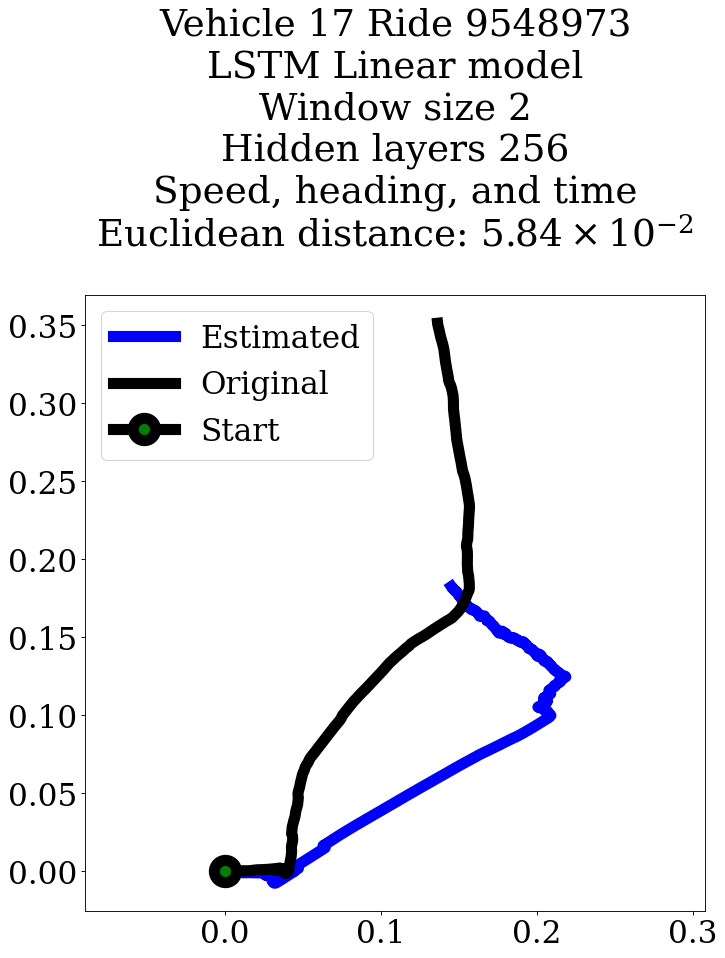 Vehicle 17 Ride 9548973
LSTM Linear model
Window size 2
Hidden layers 256
Speed, heading, and time
Euclidean distance: 5.84 × 10⁻²
Estimated
Original
Start
0.35
0.30
0.25
0.20
0.15
0.10
0.05
0.00
0.0 0.1 0.2 0.3